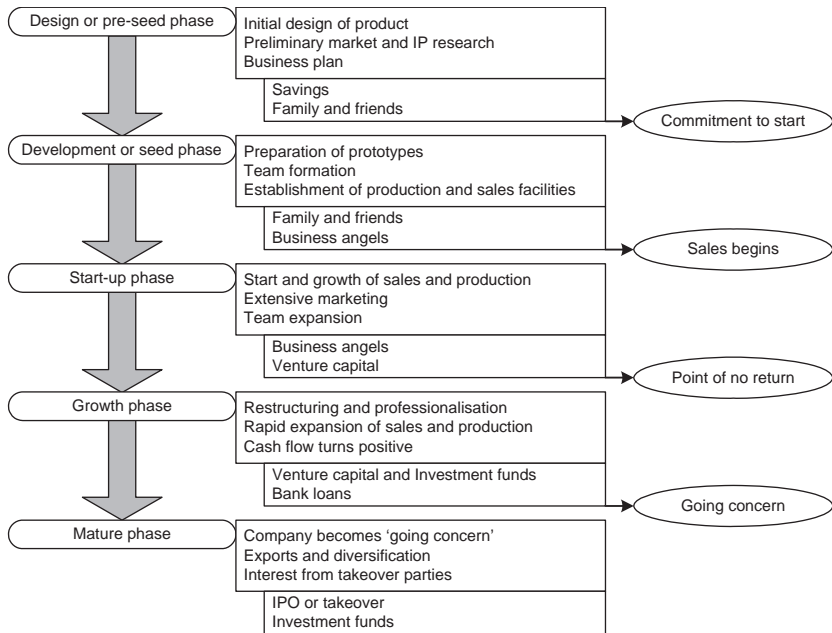 Design or pre-seed phase
Initial design of product
Preliminary market and IP research
Business plan
Savings
Family and friends
Commitment to start
Development or seed phase
Preparation of prototypes
Team formation
Establishment of production and sales facilities
Family and friends
Business angels
Sales begins
Start-up phase
Start and growth of sales and production
Extensive marketing
Team expansion
Business angels
Venture capital
Point of no return
Growth phase
Restructuring and professionalisation
Rapid expansion of sales and production
Cash flow turns positive
Venture capital and Investment funds
Bank loans
Going concern
Mature phase
Company becomes ‘going concern’
Exports and diversification
Interest from takeover parties
IPO or takeover
Investment funds